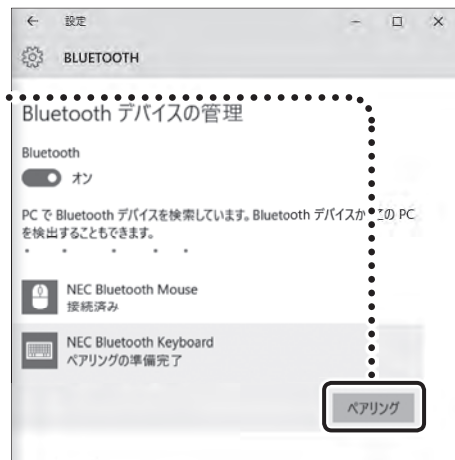 設定
BLUETOOTH
Bluetooth デバイスの管理
Bluetooth
オン
PC で Bluetooth デバイスを検索しています。Bluetooth デバイスか この PC
を検出することもできます。
NEC Bluetooth Mouse
接続済み
NEC Bluetooth Keyboard
ペアリングの準備完了
ペアリング